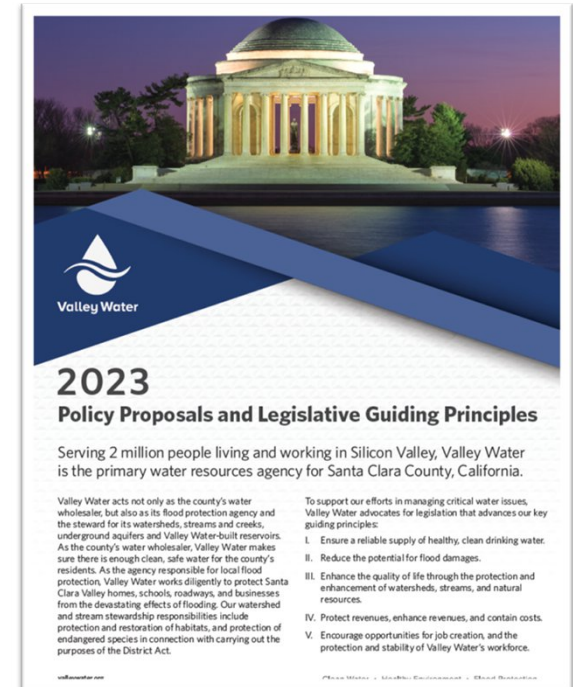 Valley Water
2023
Policy Proposals and Legislative Guiding Principles
Serving 2 million people living and working in Silicon Valley, Valley Water
is the primary water resources agency for Santa Clara County, California.
Valley Water acts not only as the county's water
wholesaler, but also as its flood protection agency and
the steward for its watersheds, streams and creeks,
underground aquifers and Valley Water-built reservoirs.
As the county's water wholesaler, Valley Water makes
sure there is enough clean, safe water for the county's
residents. As the agency responsible for local flood
protection, Valley Water works diligently to protect Santa
Clara Valley homes, schools, roadways, and businesses
from the devastating effects of flooding. Our watershed
and stream stewardship responsibilities include
protection and restoration of habitats, and protection of
endangered species in connection with carrying out the
purposes of the District Act.
To support our efforts in managing critical water issues,
Valley Water advocates for legislation that advances our key
guiding principles:
I. Ensure a reliable supply of healthy, clean drinking water.
II. Reduce the potential for flood damages.
III. Enhance the quality of life through the protection and
enhancement of watersheds, streams, and natural
resources.
IV. Protect revenues, enhance revenues, and contain costs.
V. Encourage opportunities for job creation, and the
protection and stability of Valley Water's workforce.
valleywater.org
Clean Water • Healthy Environment • Flood Protection